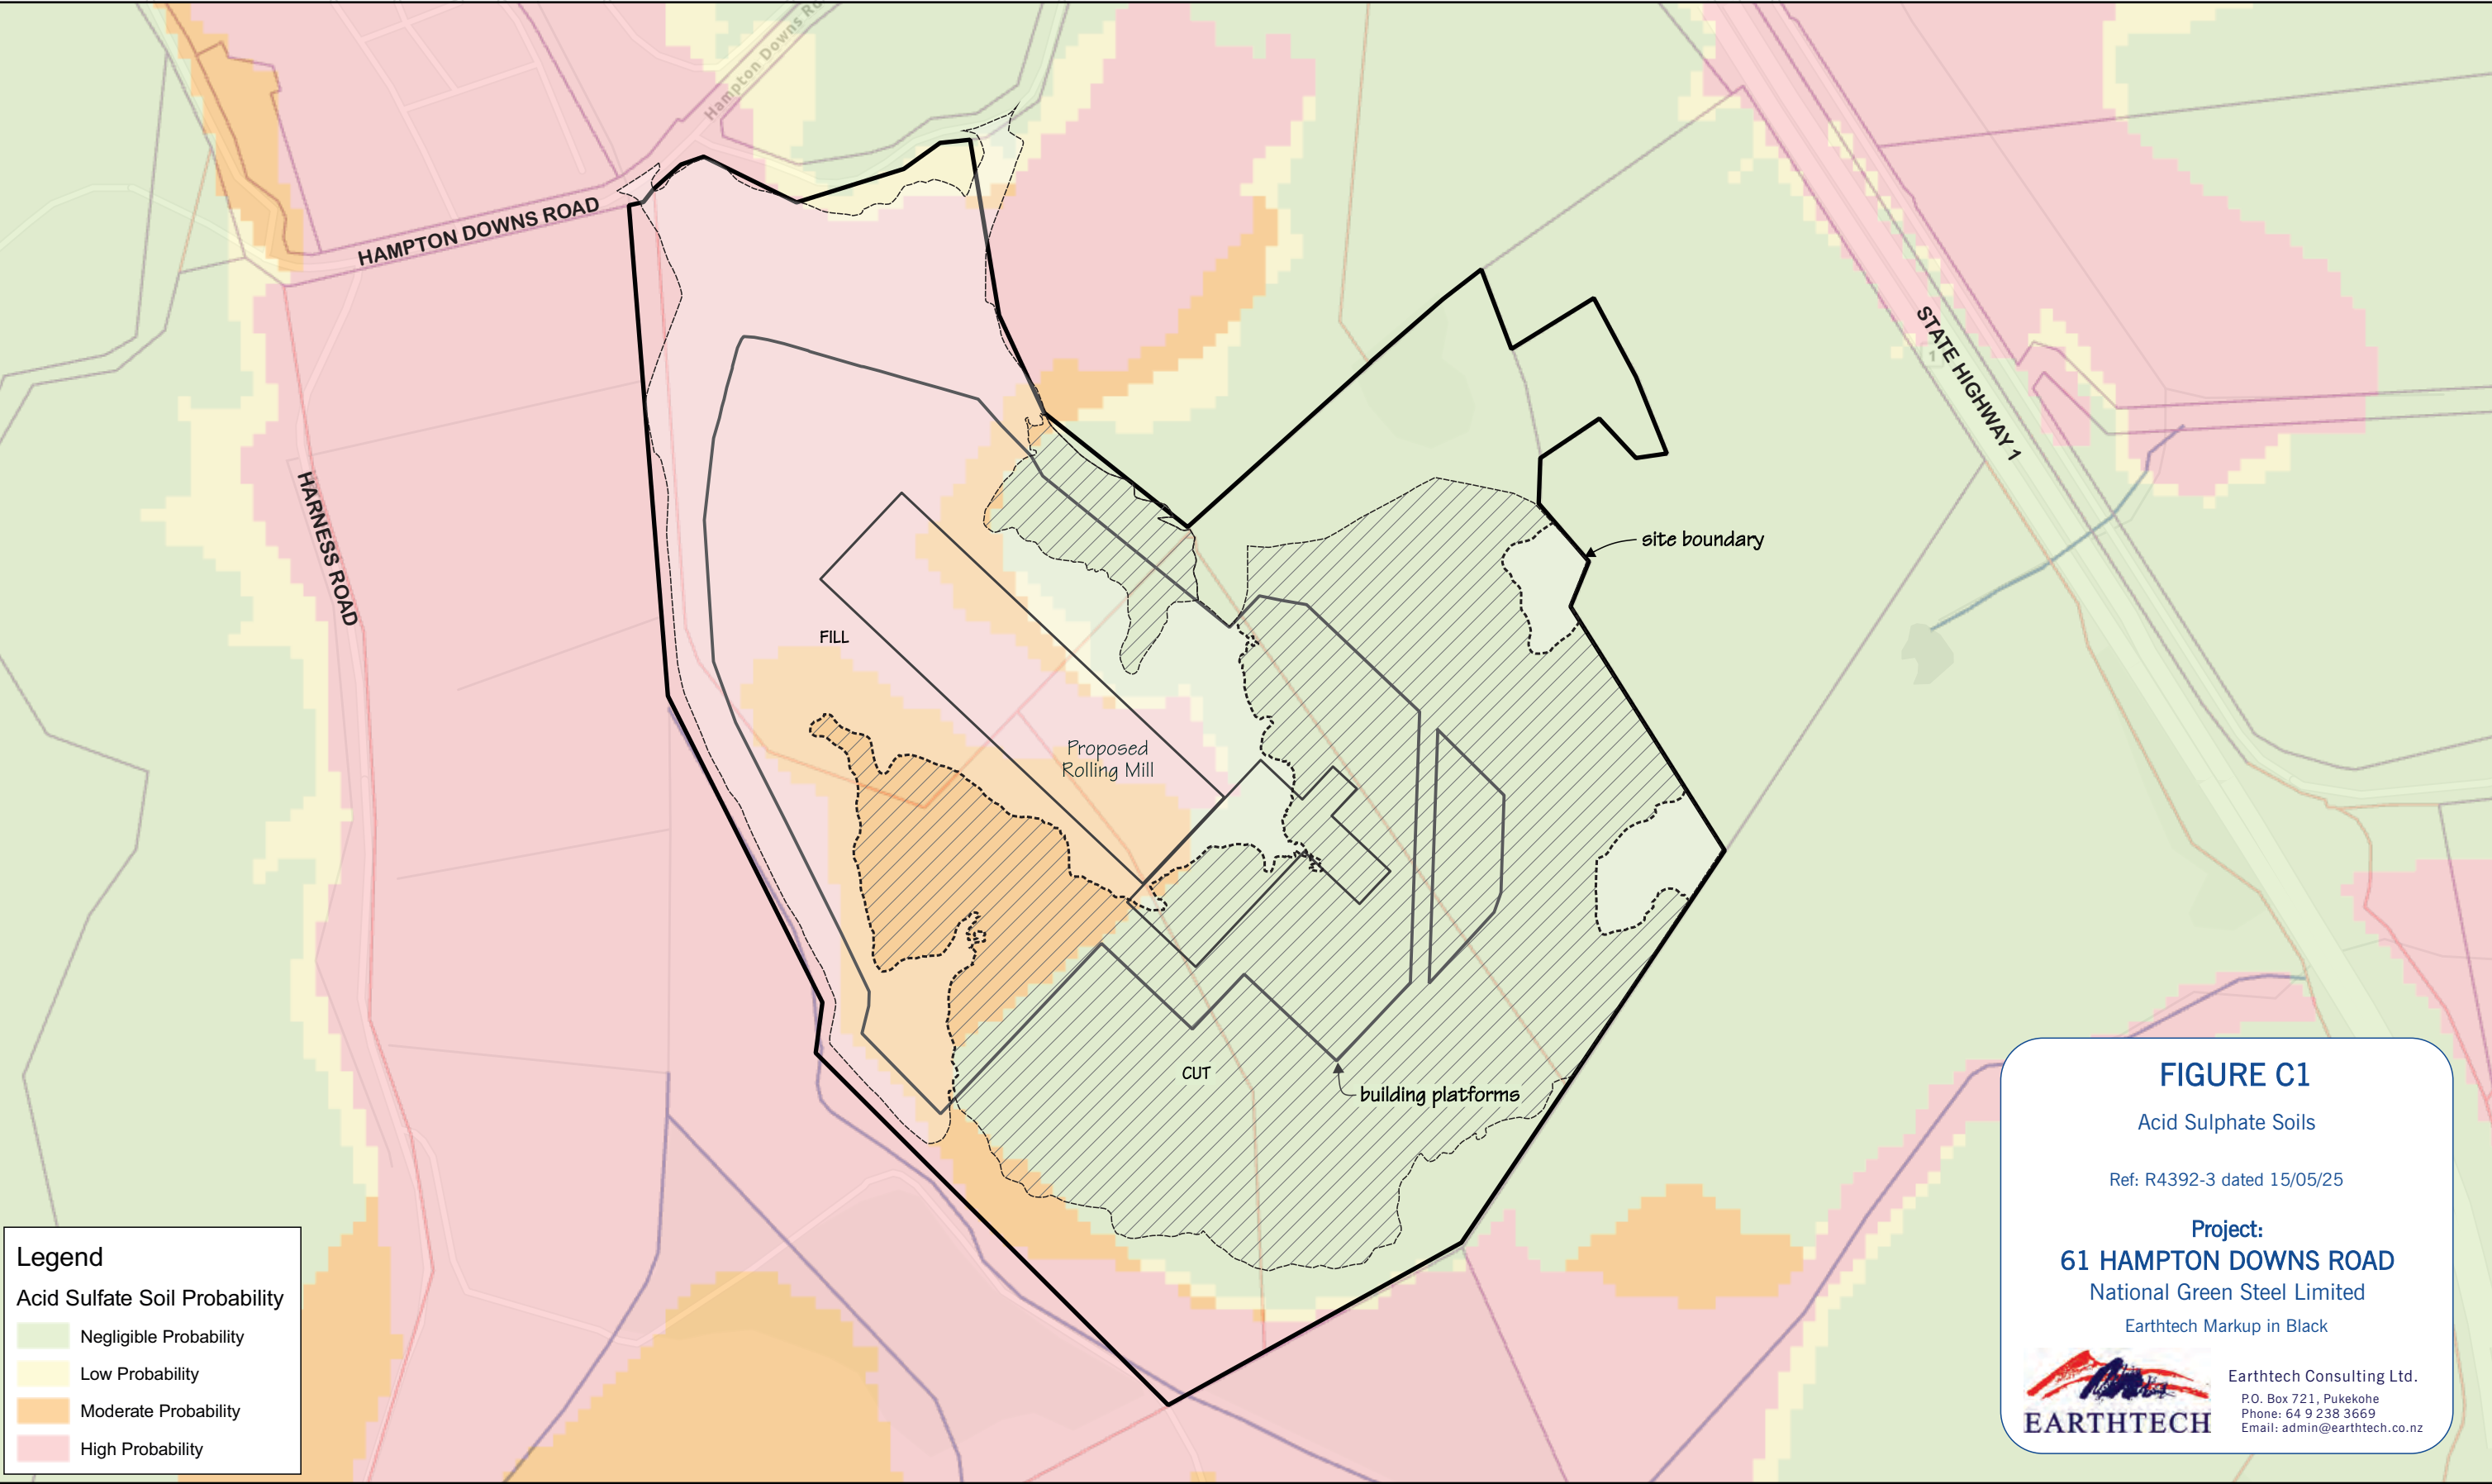 Hampton Downs Ro
HAMPTON DOWNS ROAD
STATE HIGHWAY 1
1
HARNESS ROAD
site boundary
FILL
Proposed
Rolling Mill
CUT
building platforms
Legend
Acid Sulfate Soil Probability
Negligible Probability
Low Probability
Moderate Probability
High Probability
FIGURE C1
Acid Sulphate Soils
Ref: R4392-3 dated 15/05/25
Project:
61 HAMPTON DOWNS ROAD
National Green Steel Limited
Earthtech Markup in Black
EARTHTECH
Earthtech Consulting Ltd.
P.O. Box 721, Pukekohe
Phone: 64 9 238 3669
Email: admin@earthtech.co.nz